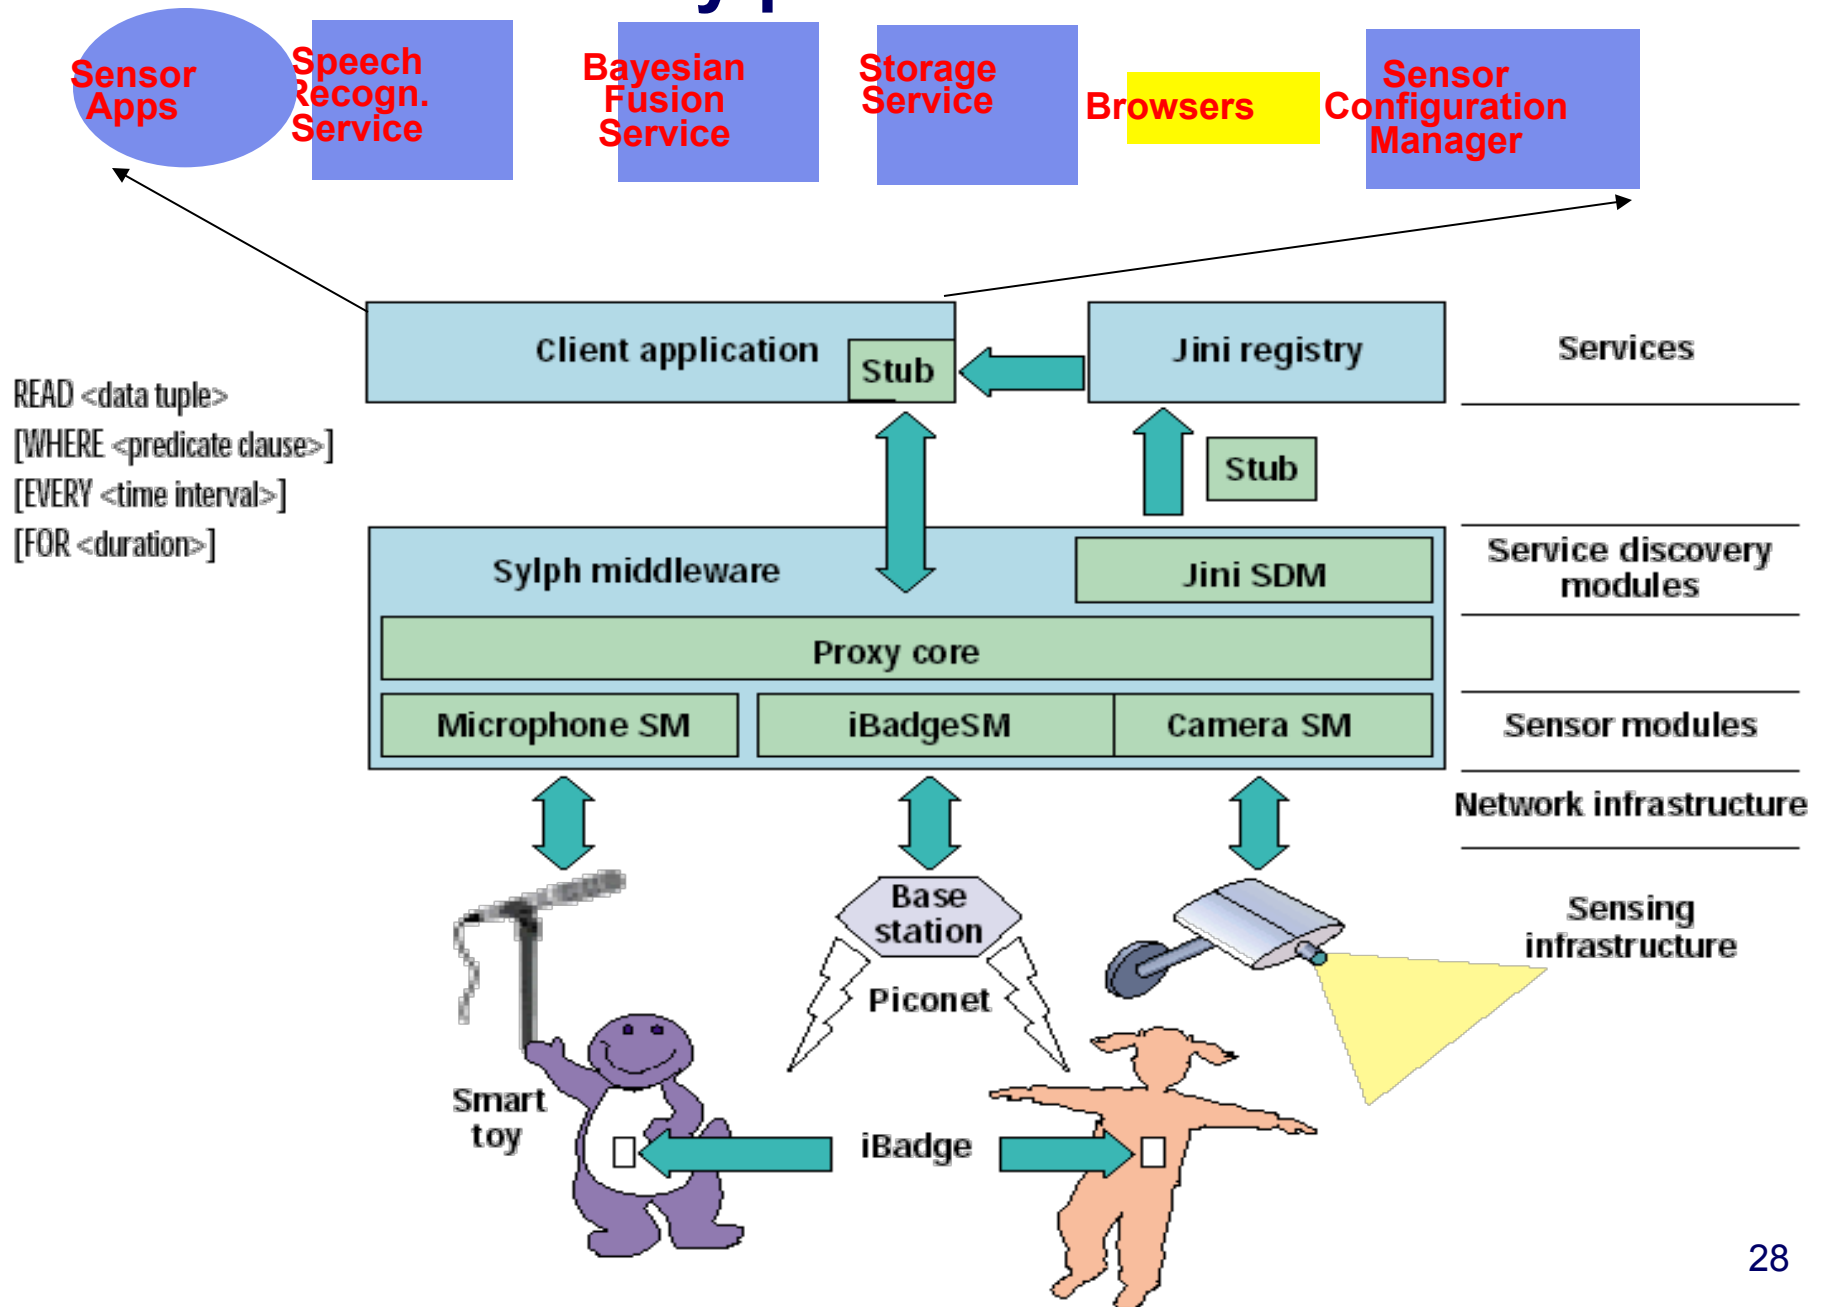 Sensor
Apps
Speech
Recogn.
Service
Bayesian
Fusion
Service
Storage
Service
Browsers
Sensor
Configuration
Manager
Client application
Stub
Jini registry
Services
READ <data tuple>
[WHERE <predicate clause>]
[EVERY <time interval>]
[FOR <duration>]
Stub
Sylph middleware
Jini SDM
Service discovery
modules
Proxy core
Microphone SM
iBadgeSM
Camera SM
Sensor modules
Network infrastructure
Base
station
Sensing
infrastructure
Piconet
Smart
toy
iBadge
28